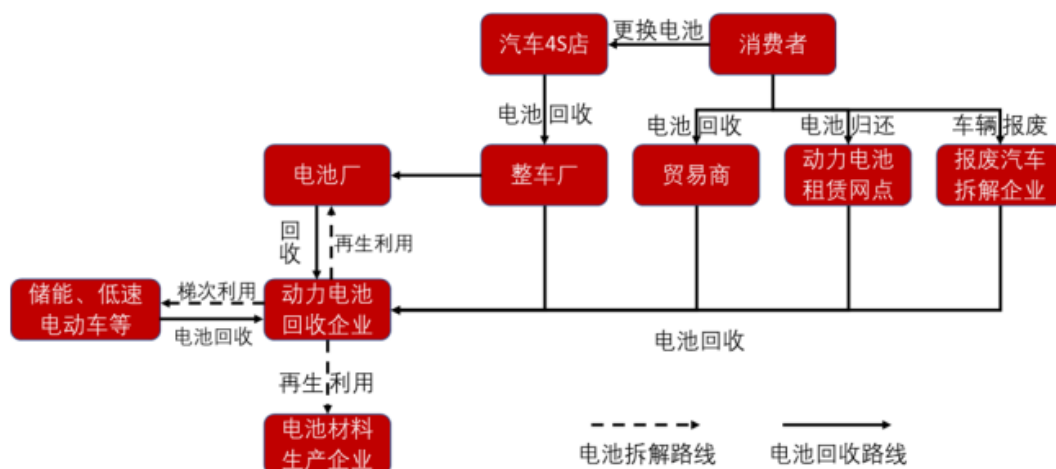 汽车4S店
更换电池
消费者
电池 回收
电池 回收
电池 归还
车辆 报废
电池厂
整车厂
贸易商
动力电池
租赁网点
报废汽车
拆解企业
回
收
再生利用
储能、低速
电动车等
梯次利用
电池回收
动力电池
回收企业
电池回收
再生 利用
电池材料
生产企业
电池拆解路线
电池回收路线